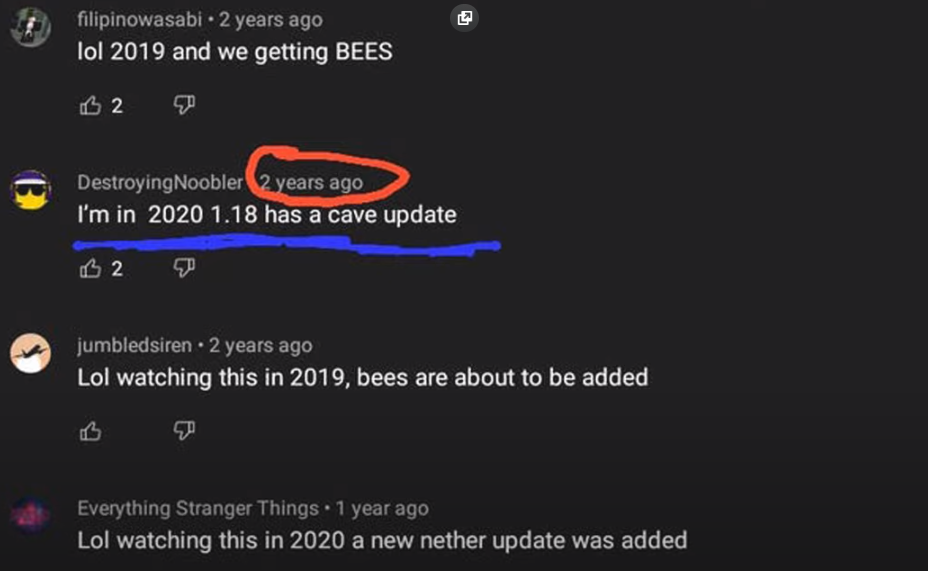 filipinowasabi • 2 years ago
lol 2019 and we getting BEES
2
DestroyingNoobler 2 years ago
I'm in 2020 1.18 has a cave update
2
jumbledsiren • 2 years ago
Lol watching this in 2019, bees are about to be added
Everything Stranger Things • 1 year ago
Lol watching this in 2020 a new nether update was added